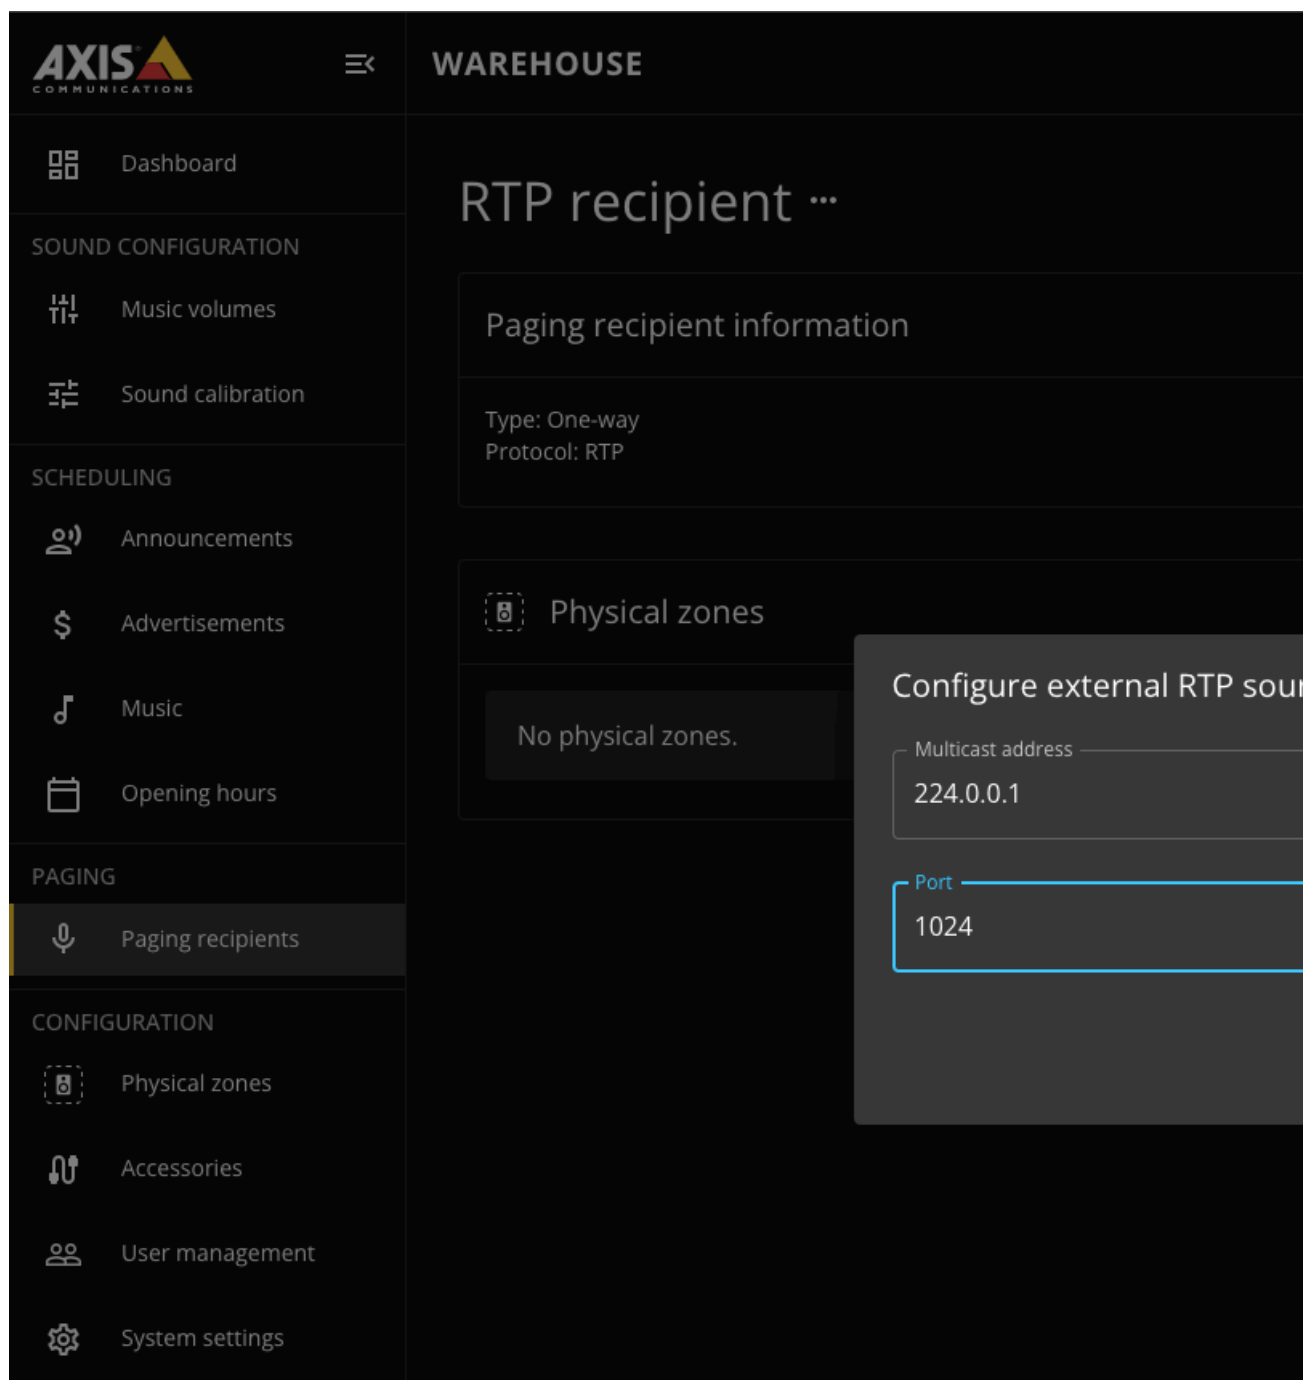 AXIS
COMMUNICATIONS
WAREHOUSE
Dashboard
SOUND CONFIGURATION
Music volumes
Sound calibration
SCHEDULING
Announcements
Advertisements
Music
Opening hours
PAGING
Paging recipients
CONFIGURATION
Physical zones
Accessories
User management
System settings
RTP recipient ···
Paging recipient information
Type: One-way
Protocol: RTP
Physical zones
No physical zones.
Configure external RTP sour
Multicast address
224.0.0.1
Port
1024